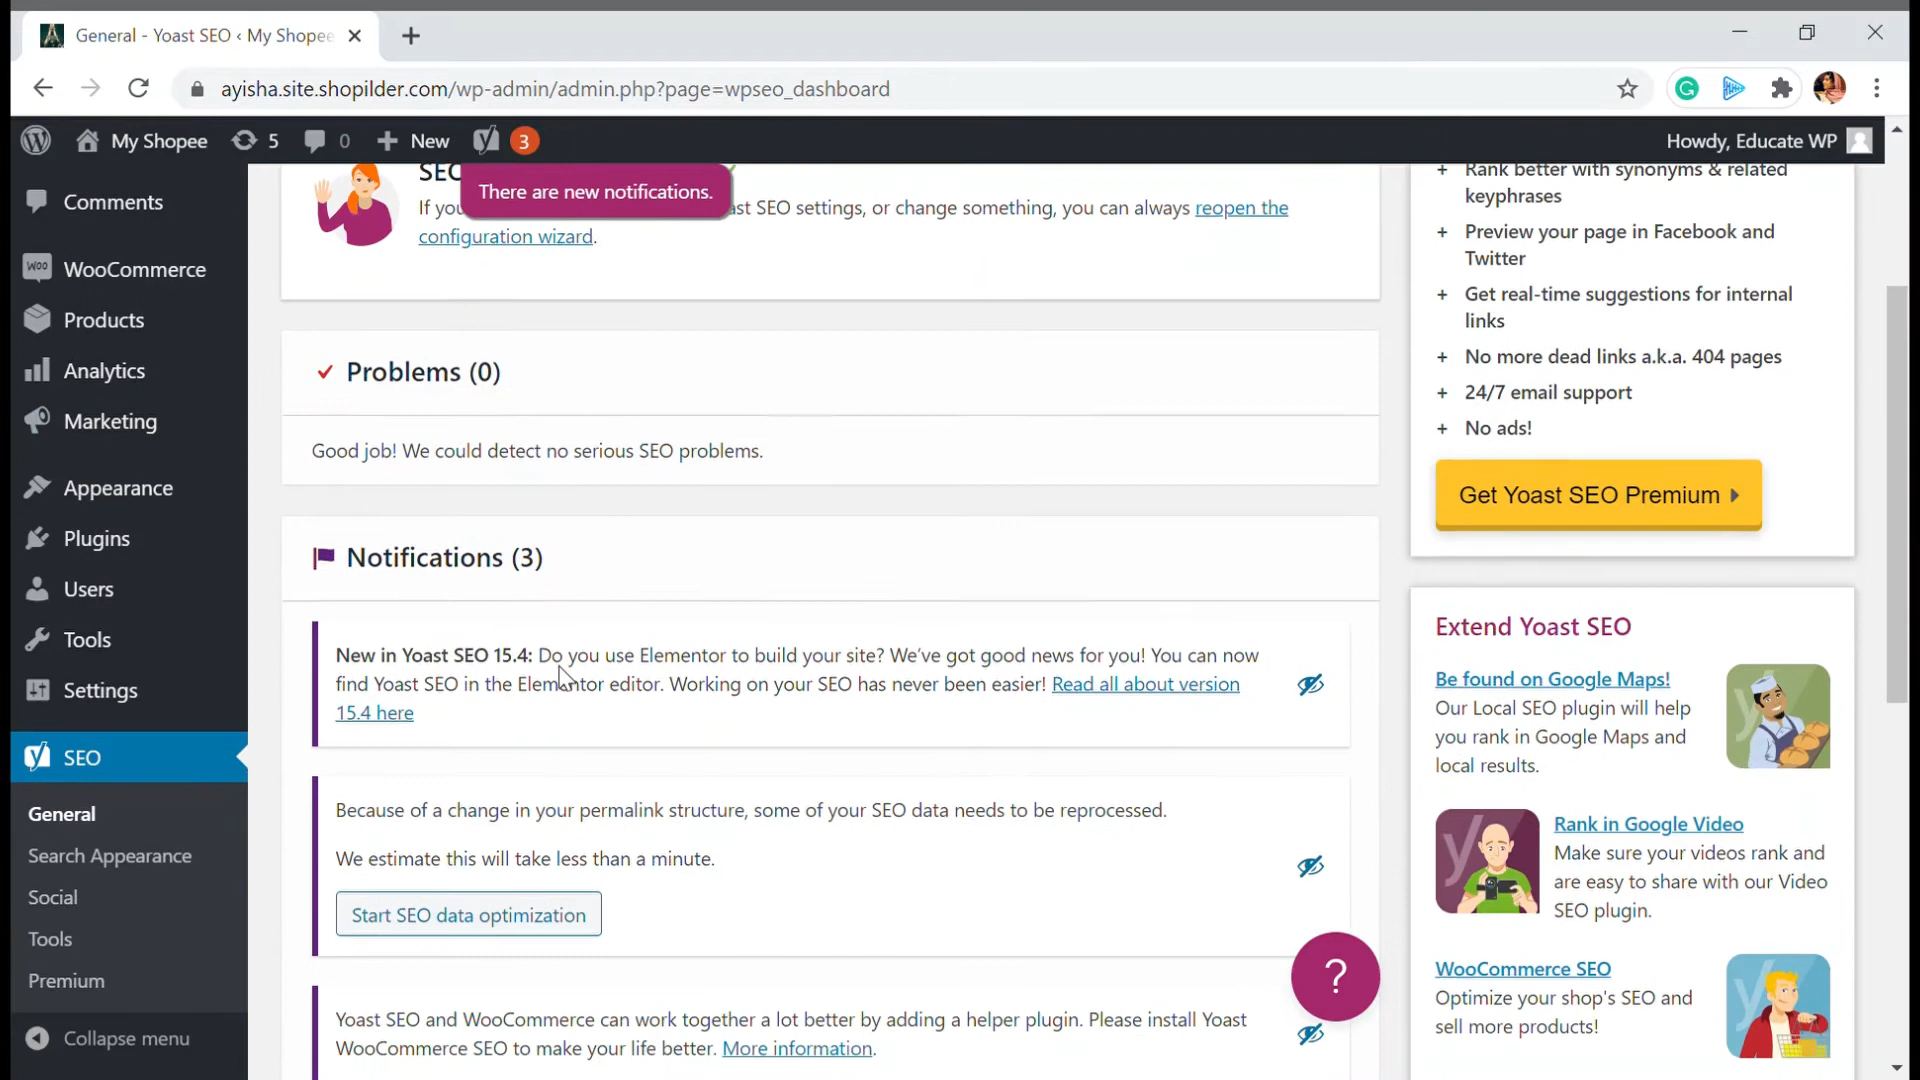 General - Yoast SEO ‹ My Shopee
ayisha.site.shopilder.com/wp-admin/admin.php?page=wpseo_dashboard
My Shopee
5
0
New
3
Howdy, Educate WP
Comments
WooCommerce
Products
Analytics
Marketing
Appearance
Plugins
Users
Tools
Settings
SEO
General
Search Appearance
Social
Tools
Premium
Collapse menu
SEO
There are new notifications.
If you ast SEO settings, or change something, you can always reopen the
configuration wizard.
Problems (0)
Good job! We could detect no serious SEO problems.
Notifications (3)
New in Yoast SEO 15.4: Do you use Elementor to build your site? We’ve got good news for you! You can now
find Yoast SEO in the Elementor editor. Working on your SEO has never been easier! Read all about version
15.4 here
Because of a change in your permalink structure, some of your SEO data needs to be reprocessed.
We estimate this will take less than a minute.
Start SEO data optimization
Yoast SEO and WooCommerce can work together a lot better by adding a helper plugin. Please install Yoast
WooCommerce SEO to make your life better. More information.
?
+ Rank better with synonyms & related
keyphrases
+ Preview your page in Facebook and
Twitter
+ Get real-time suggestions for internal
links
+ No more dead links a.k.a. 404 pages
+ 24/7 email support
+ No ads!
Get Yoast SEO Premium
Extend Yoast SEO
Be found on Google Maps!
Our Local SEO plugin will help
you rank in Google Maps and
local results.
Rank in Google Video
Make sure your videos rank and
are easy to share with our Video
SEO plugin.
WooCommerce SEO
Optimize your shop's SEO and
sell more products!